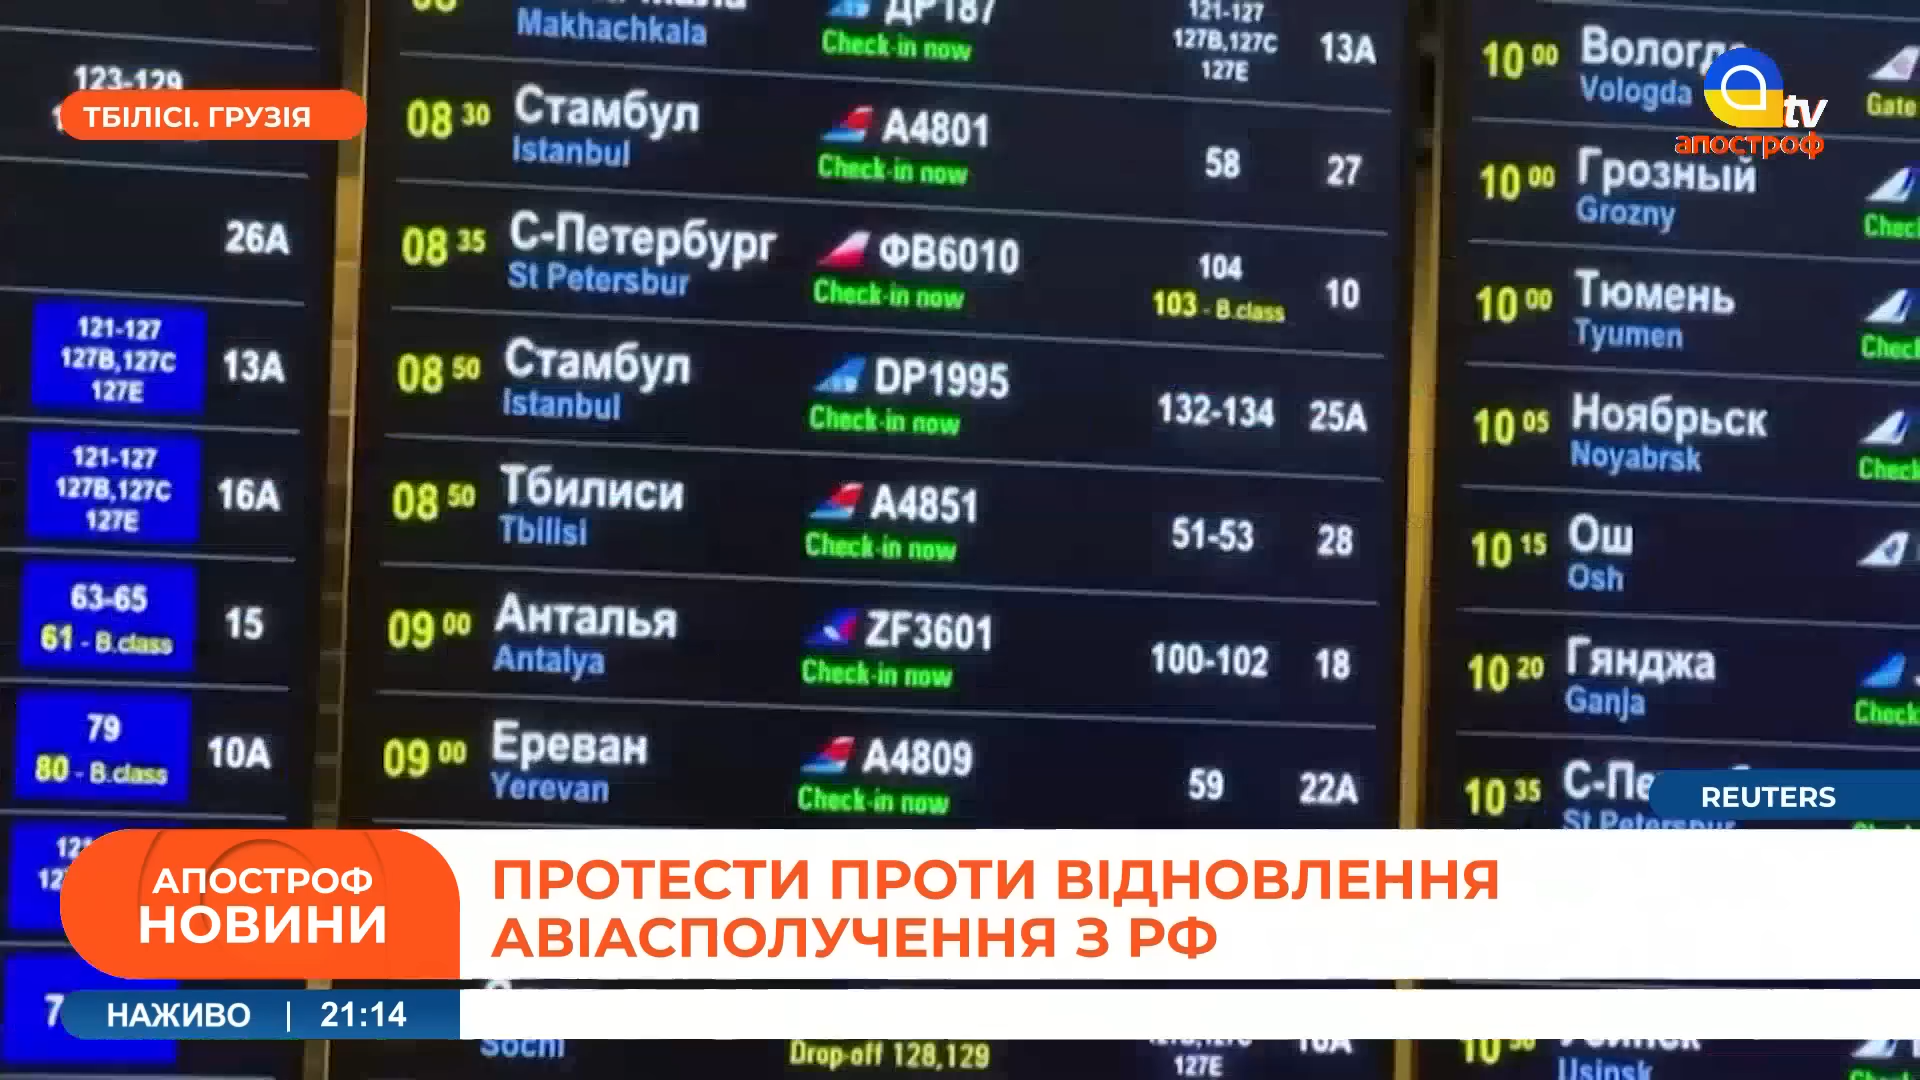 123-129
26A
121-127
127B,127C
127E
13A
121-127
127B,127C
127E
16A
63-65
61 - B.class
15
79
80 - B.class
10A
Makhachkala
ДР187
Check-in now
121-127
127B,127C
127E
13A
08 30
Стамбул
Istanbul
A4801
Check-in now
58
27
08 35
С-Петербург
St Petersbur
ФВ6010
Check-in now
104
103 - B.class
10
08 50
Стамбул
Istanbul
DP1995
Check-in now
132-134
25A
08 50
Тбилиси
Tbilisi
A4851
Check-in now
51-53
28
09 00
Анталья
Antalya
ZF3601
Check-in now
100-102
18
09 00
Ереван
Yerevan
A4809
Check-in now
59
22A
Sochi
Drop-off 128,129
127E
10 00
Вологда
Vologda
Gate
10 00
Грозный
Grozny
10 00
Тюмень
Tyumen
10 05
Ноябрьск
Noyabrsk
10 15
Ош
Osh
10 20
Гянджа
Ganja
10 35
St Petersbur
Usinsk
ТБІЛІСІ. ГРУЗІЯ
tv
апостроф
REUTERS
АПОСТРОФ
НОВИНИ
ПРОТЕСТИ ПРОТИ ВІДНОВЛЕННЯ
АВІАСПОЛУЧЕННЯ З РФ
НАЖИВО | 21:14